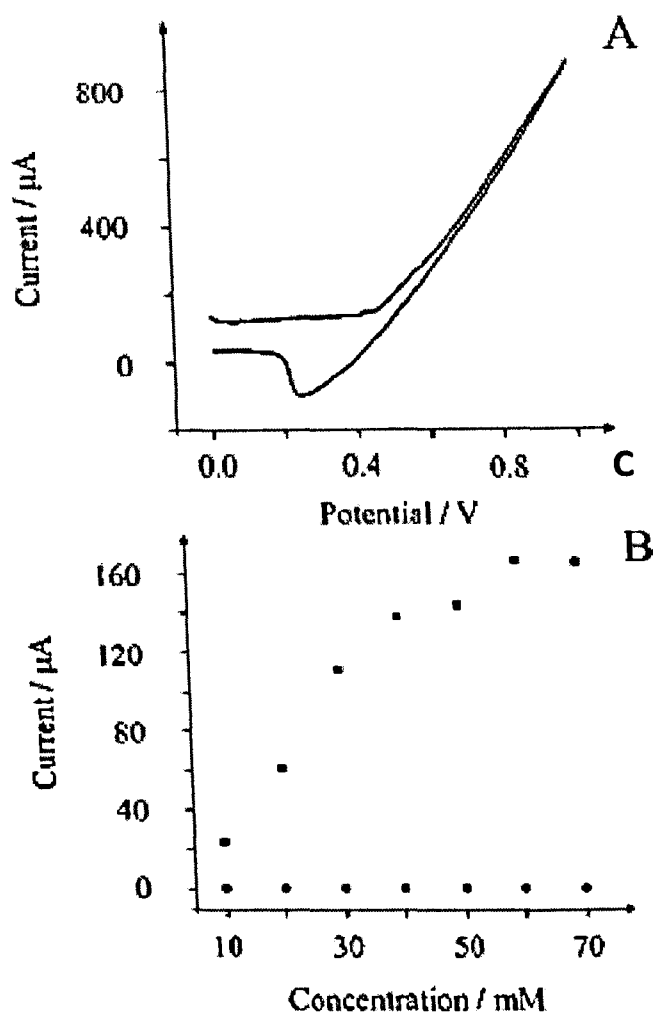 A
800
400
0
Current / µA
0.0 0.4 0.8 C
Potential / V
B
160
120
80
40
0
Current / µA
10 30 50 70
Concentration / mM